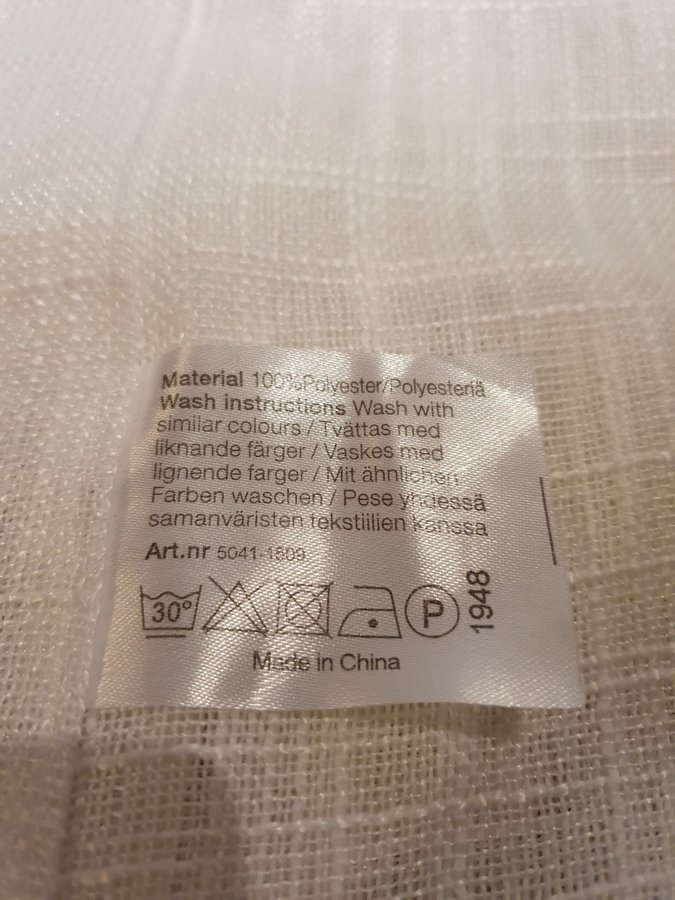 Material 100%Polyester/Polyesteriä
Wash instructions Wash with
similar colours / Tvättas med
liknande färger / Vaskes med
lignende farger / Mit ähnlichen
Farben waschen / Pese yhdessä
samanväristen tekstiilien kanssa
Art.nr 5041-1809
30° P 1948
Made in China